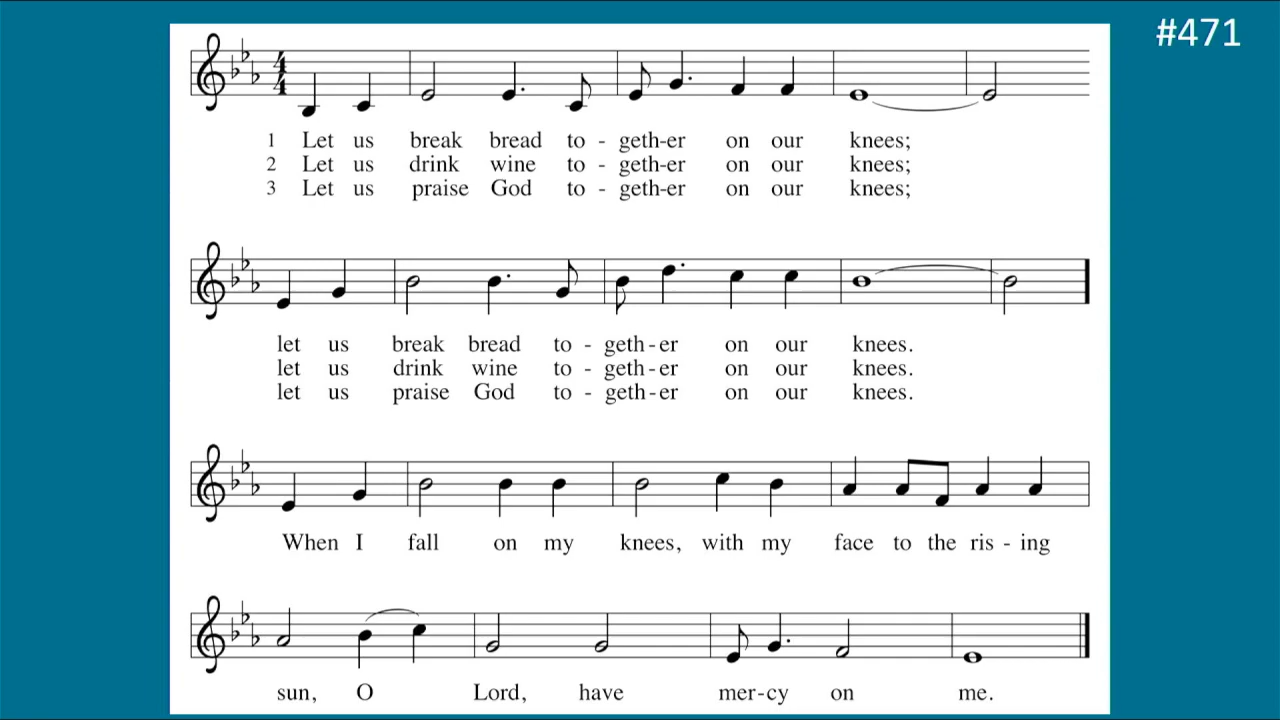 #471
4
4
1 Let us break bread to - geth-er on our knees;
2 Let us drink wine to - geth-er on our knees;
3 Let us praise God to - geth-er on our knees;
let us break bread to - geth - er on our knees.
let us drink wine to - geth - er on our knees.
let us praise God to - geth - er on our knees.
When I fall on my knees, with my face to the ris - ing
sun, O Lord, have mer-cy on me.